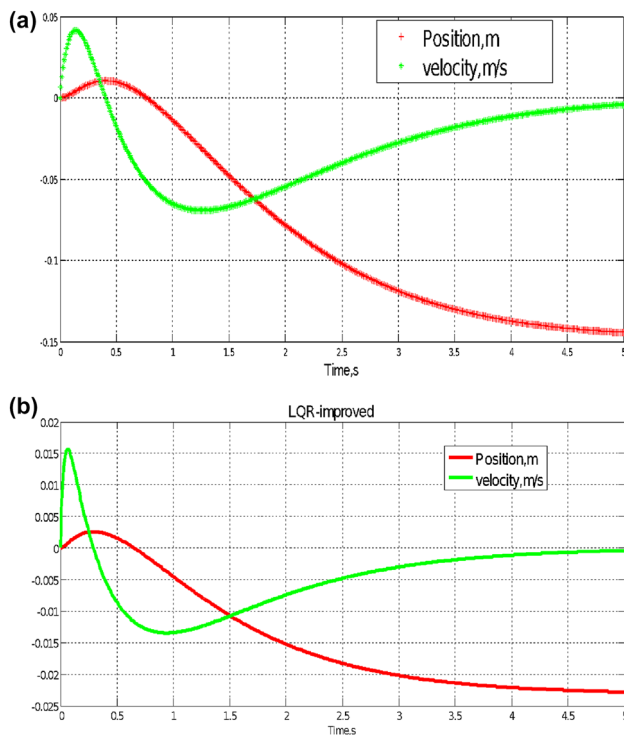 (a)
0.05
0
-0.05
-0.1
-0.15
Position,m
velocity,m/s
0 0.5 1 1.5 2 2.5 3 3.5 4 4.5 5
Time,s
(b)
LQR-improved
0.02
0.015
0.01
0.005
0
-0.005
-0.01
-0.015
-0.02
-0.025
Position,m
velocity,m/s
0 0.5 1 1.5 2 2.5 3 3.5 4 4.5 5
Time,s